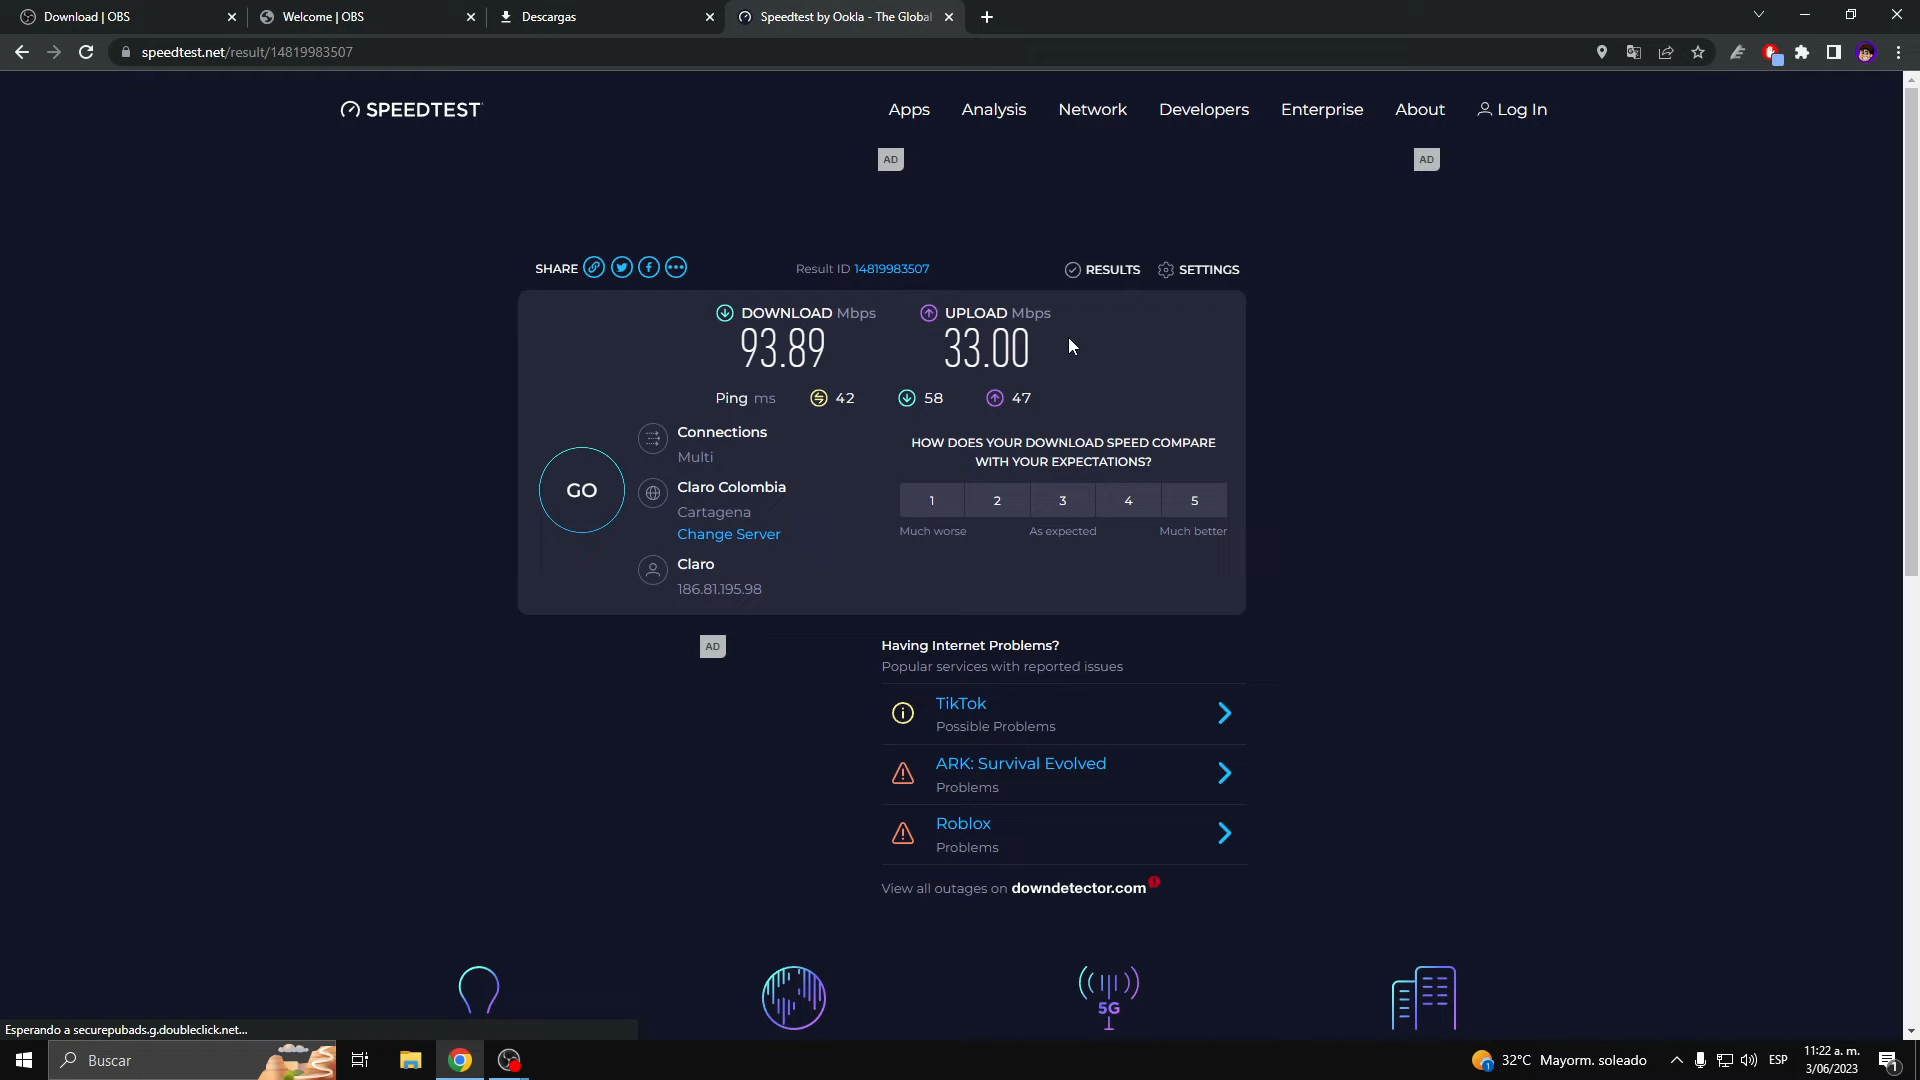 Download | OBS
Welcome | OBS
Descargas
Speedtest by Ookla - The Global
speedtest.net/result/14819983507
SPEEDTEST
Apps
Analysis
Network
Developers
Enterprise
About
Log In
AD
AD
SHARE
Result ID 14819983507
RESULTS
SETTINGS
DOWNLOAD Mbps
93.89
UPLOAD Mbps
33.00
Ping ms
42
58
47
GO
Connections
Multi
Claro Colombia
Cartagena
Change Server
Claro
186.81.195.98
HOW DOES YOUR DOWNLOAD SPEED COMPARE
WITH YOUR EXPECTATIONS?
1
2
3
4
5
Much worse
As expected
Much better
AD
Having Internet Problems?
Popular services with reported issues
TikTok
Possible Problems
ARK: Survival Evolved
Problems
Roblox
Problems
View all outages on downdetector.com
5G
Esperando a securepubads.g.doubleclick.net...
Buscar
32°C Mayorm. soleado
ESP
11:22 a. m.
3/06/2023
1